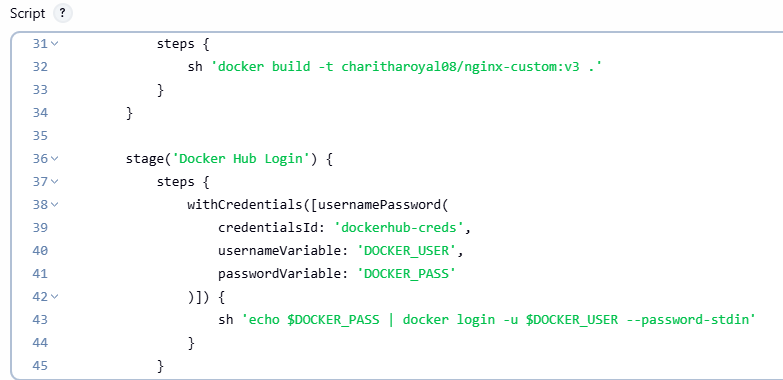 Script ?
31 steps {
32 sh 'docker build -t charitharoyal08/nginx-custom:v3 .'
33 }
34 }
35
36 stage('Docker Hub Login') {
37 steps {
38 withCredentials([usernamePassword(
39 credentialsId: 'dockerhub-creds',
40 usernameVariable: 'DOCKER_USER',
41 passwordVariable: 'DOCKER_PASS'
42 )]) {
43 sh 'echo $DOCKER_PASS | docker login -u $DOCKER_USER --password-stdin'
44 }
45 }